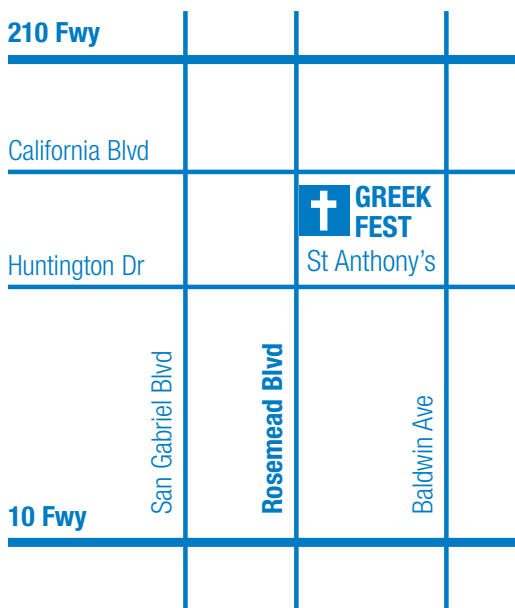 210 Fwy
California Blvd
GREEK
FEST
St Anthony’s
Huntington Dr
San Gabriel Blvd
Rosemead Blvd
Baldwin Ave
10 Fwy